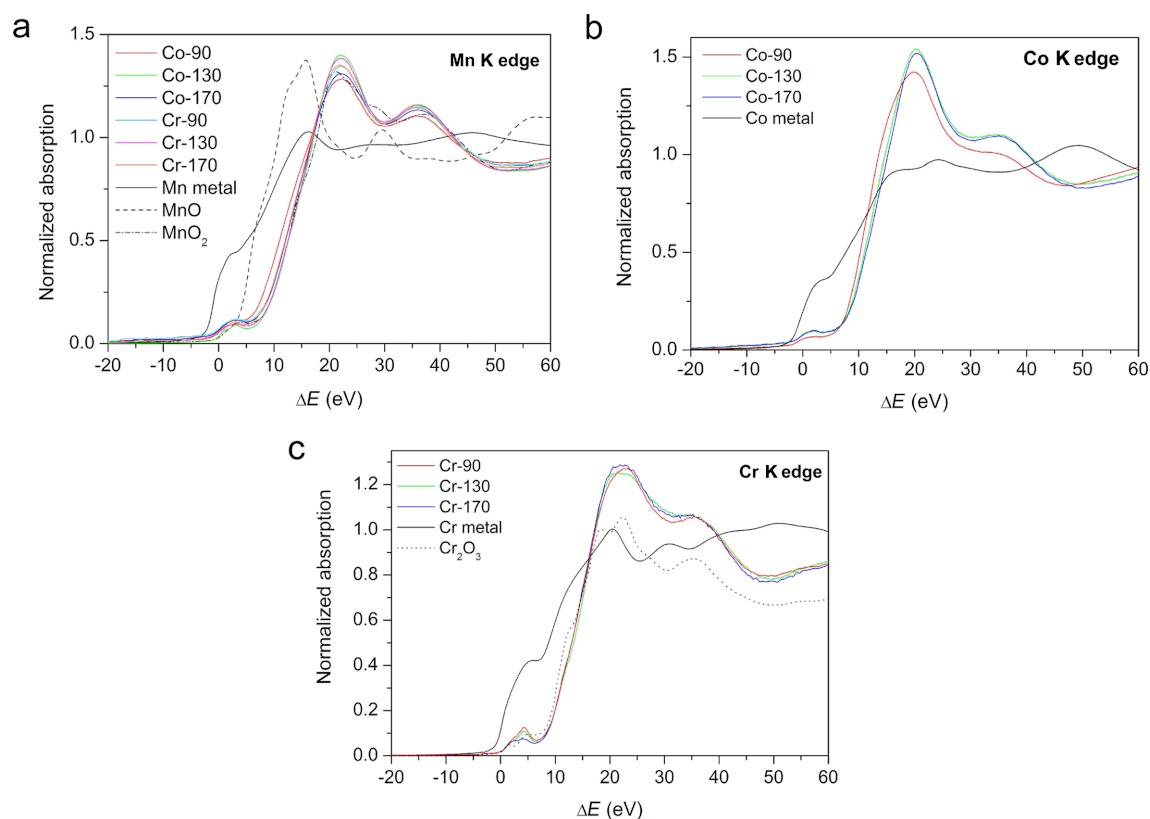 a
Mn K edge
Co-90
Co-130
Co-170
Cr-90
Cr-130
Cr-170
Mn metal
MnO
MnO₂
Normalized absorption
1.5
1.0
0.5
0.0
-20 -10 0 10 20 30 40 50 60
ΔE (eV)
b
Co K edge
Co-90
Co-130
Co-170
Co metal
Normalized absorption
1.5
1.0
0.5
0.0
-20 -10 0 10 20 30 40 50 60
ΔE (eV)
c
Cr K edge
Cr-90
Cr-130
Cr-170
Cr metal
Cr₂O₃
Normalized absorption
1.2
1.0
0.8
0.6
0.4
0.2
0.0
-20 -10 0 10 20 30 40 50 60
ΔE (eV)